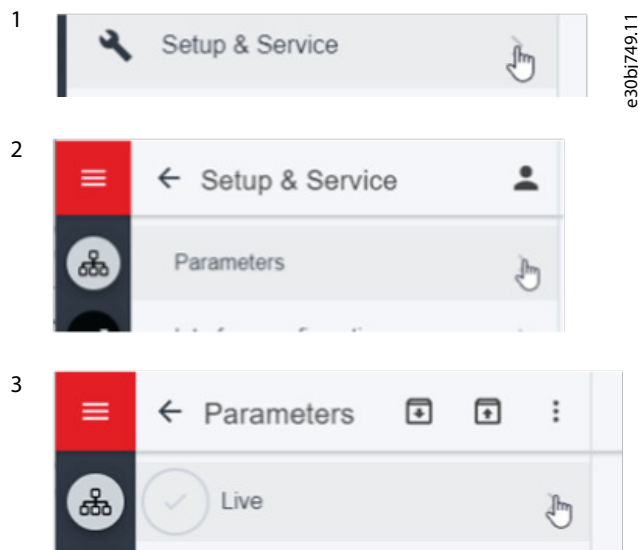 1
Setup & Service
e30bj749.11
2
Setup & Service
Parameters
3
Parameters
Live